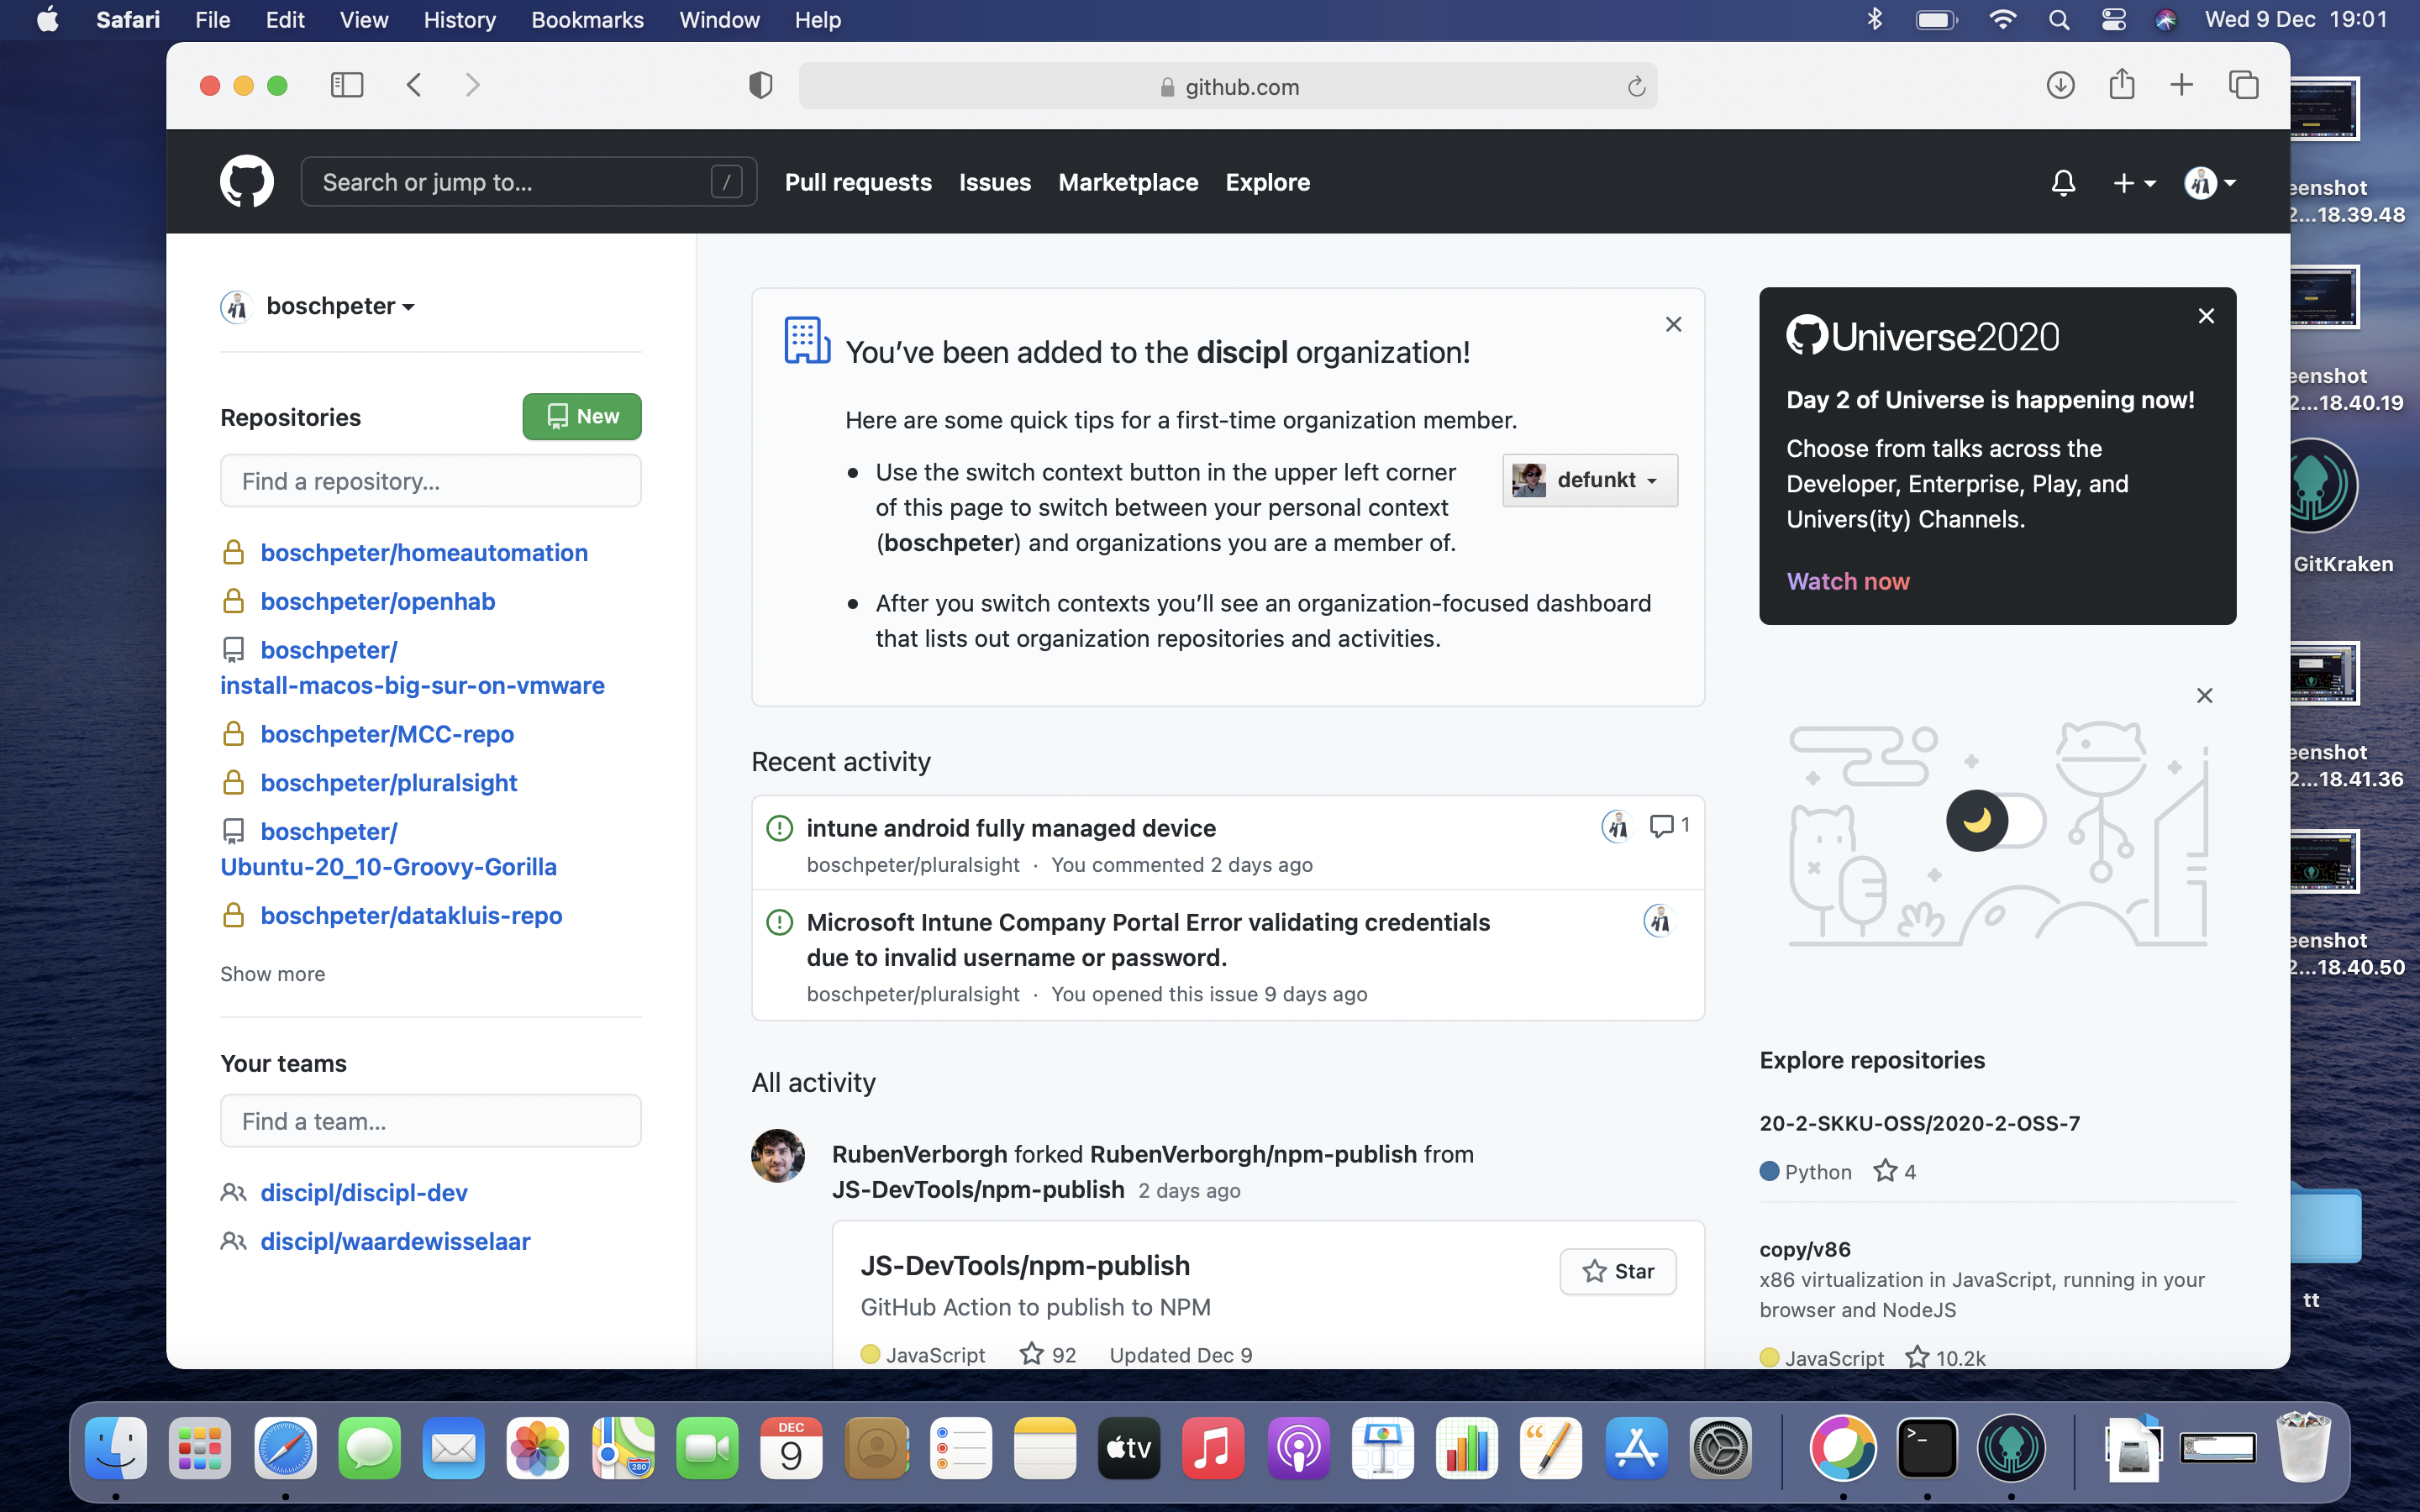 Safari File Edit View History Bookmarks Window Help
Wed 9 Dec 19:01
github.com
Search or jump to... /
Pull requests Issues Marketplace Explore
boschpeter
Repositories
New
Find a repository...
boschpeter/homeautomation
boschpeter/openhab
boschpeter/
install-macos-big-sur-on-vmware
boschpeter/MCC-repo
boschpeter/pluralsight
boschpeter/
Ubuntu-20_10-Groovy-Gorilla
boschpeter/datakluis-repo
Show more
Your teams
Find a team...
discipl/discipl-dev
discipl/waardewisselaar
You’ve been added to the discipl organization!
Here are some quick tips for a first-time organization member.
• Use the switch context button in the upper left corner
of this page to switch between your personal context
(boschpeter) and organizations you are a member of.
defunkt
• After you switch contexts you’ll see an organization-focused dashboard
that lists out organization repositories and activities.
Recent activity
intune android fully managed device
1
boschpeter/pluralsight · You commented 2 days ago
Microsoft Intune Company Portal Error validating credentials
due to invalid username or password.
boschpeter/pluralsight · You opened this issue 9 days ago
All activity
RubenVerborgh forked RubenVerborgh/npm-publish from
JS-DevTools/npm-publish 2 days ago
JS-DevTools/npm-publish
Star
GitHub Action to publish to NPM
JavaScript 92 Updated Dec 9
Universe2020
Day 2 of Universe is happening now!
Choose from talks across the
Developer, Enterprise, Play, and
Univers(ity) Channels.
Watch now
Explore repositories
20-2-SKKU-OSS/2020-2-OSS-7
Python 4
copy/v86
x86 virtualization in JavaScript, running in your
browser and NodeJS
JavaScript 10.2k
eenshot
2...18.39.48
eenshot
2...18.40.19
GitKraken
eenshot
2...18.41.36
eenshot
2...18.40.50
tt
DEC
9
tv
280
>_